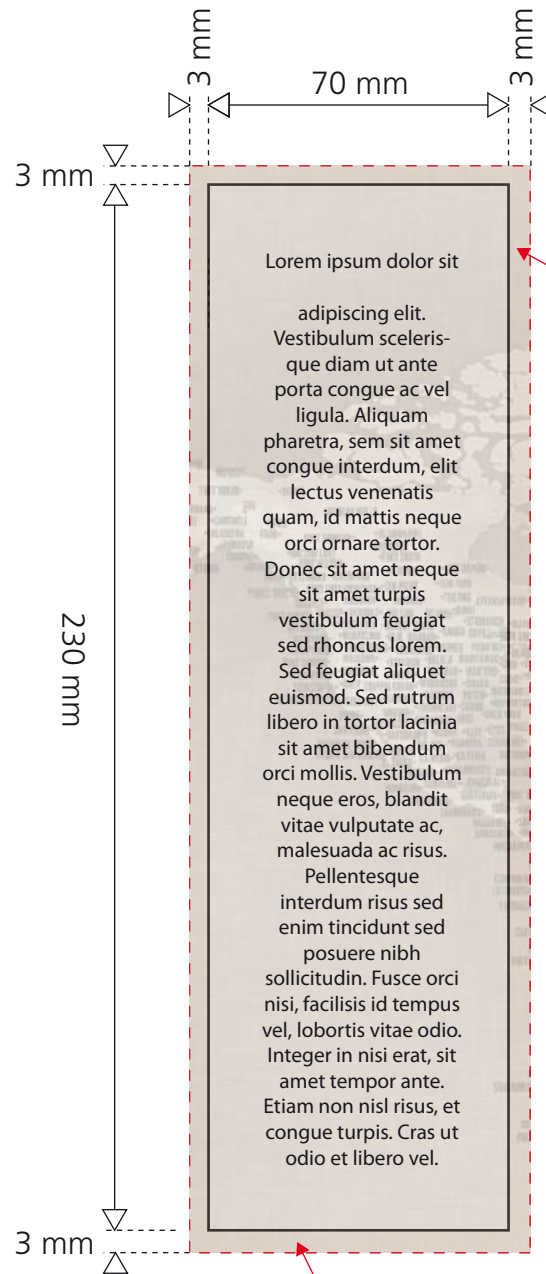 3 mm
70 mm
3 mm
3 mm
230 mm
3 mm
Lorem ipsum dolor sit
adipiscing elit.
Vestibulum sceleris-
que diam ut ante
porta congue ac vel
ligula. Aliquam
pharetra, sem sit amet
congue interdum, elit
lectus venenatis
quam, id mattis neque
orci ornare tortor.
Donec sit amet neque
sit amet turpis
vestibulum feugiat
sed rhoncus lorem.
Sed feugiat aliquet
euismod. Sed rutrum
libero in tortor lacinia
sit amet bibendum
orci mollis. Vestibulum
neque eros, blandit
vitae vulputate ac,
malesuada ac risus.
Pellentesque
interdum risus sed
enim tincidunt sed
posuere nibh
sollicitudin. Fusce orci
nisi, facilisis id tempus
vel, lobortis vitae odio.
Integer in nisi erat, sit
amet tempor ante.
Etiam non nisl risus, et
congue turpis. Cras ut
odio et libero vel.